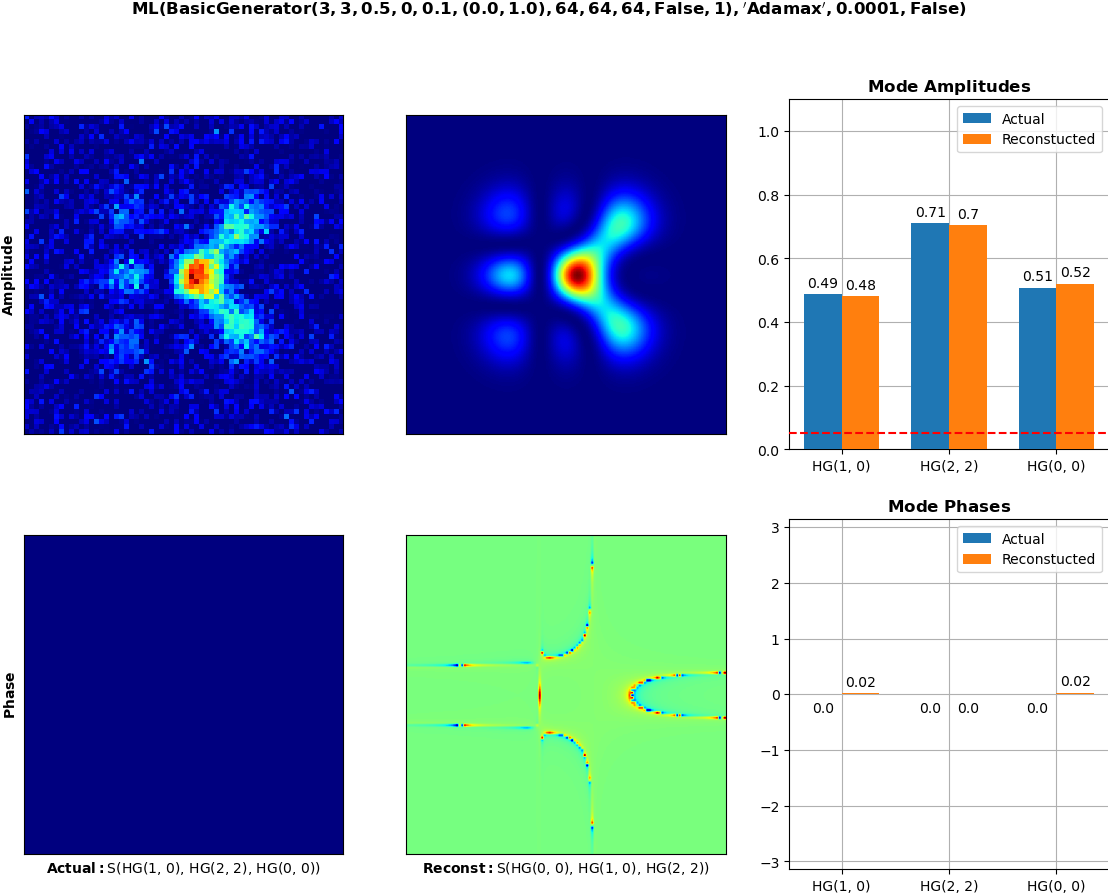 ML(BasicGenerator(3, 3, 0.5, 0, 0.1, (0.0, 1.0), 64, 64, 64, False, 1), ′Adamax′, 0.0001, False)
Amplitude
Mode Amplitudes
Actual
Reconstucted
1.0
0.8
0.6
0.4
0.2
0.0
0.49
0.48
0.71
0.7
0.51
0.52
HG(1, 0)
HG(2, 2)
HG(0, 0)
Phase
Actual: S(HG(1, 0), HG(2, 2), HG(0, 0))
Reconst: S(HG(0, 0), HG(1, 0), HG(2, 2))
Mode Phases
Actual
Reconstucted
3
2
1
0
−1
−2
−3
0.0
0.02
0.0
0.0
0.0
0.02
HG(1, 0)
HG(2, 2)
HG(0, 0)